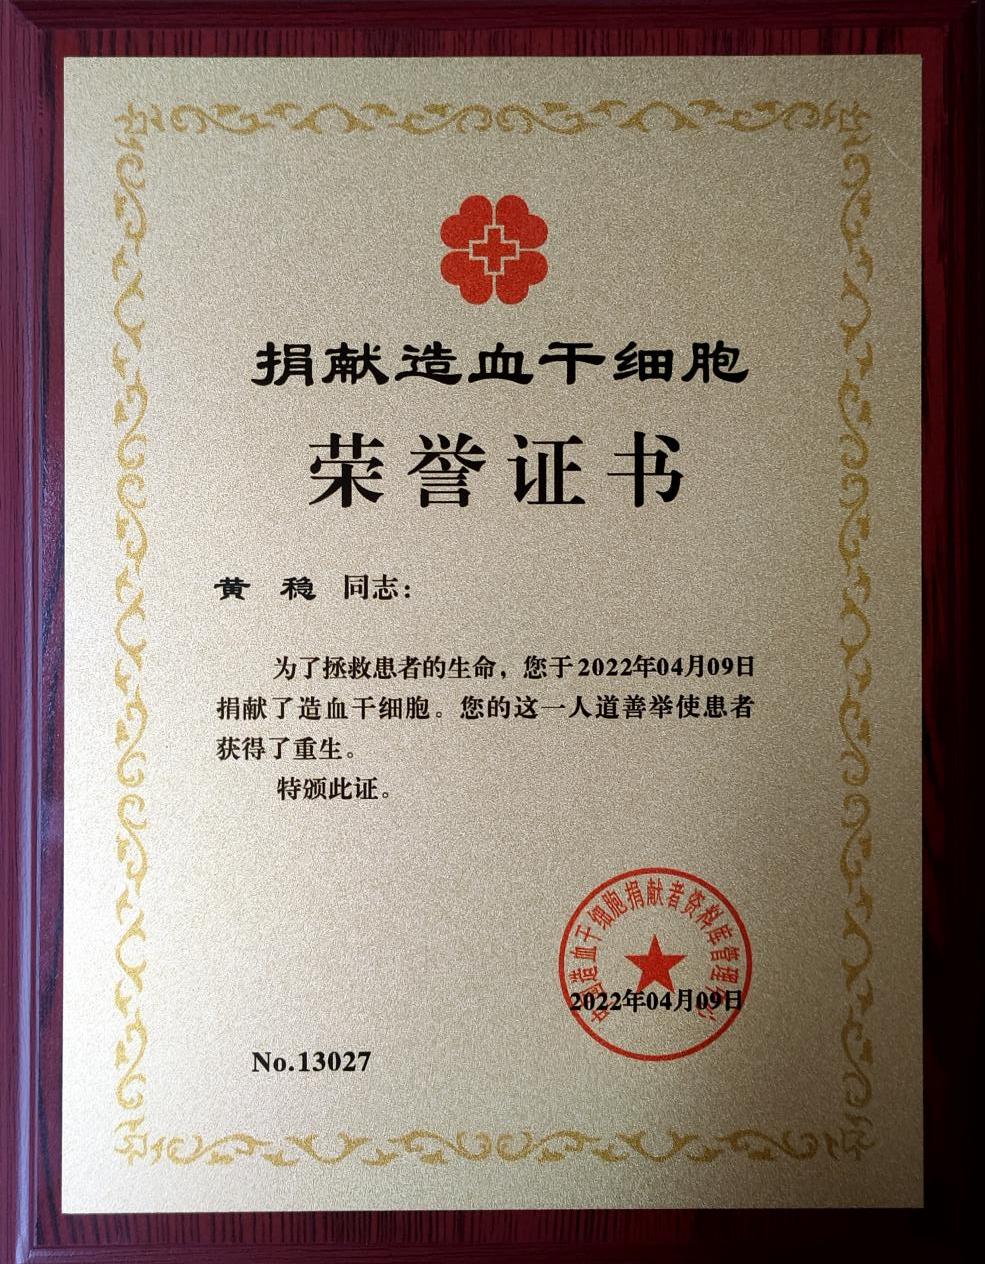 捐献造血干细胞
荣誉证书
黄 稳 同志：
为了拯救患者的生命，您于2022年04月09日
捐献了造血干细胞。您的这一人道善举使患者
获得了重生。
特颁此证。
中国造血干细胞捐献者资料库管理中心
2022年04月09日
No.13027